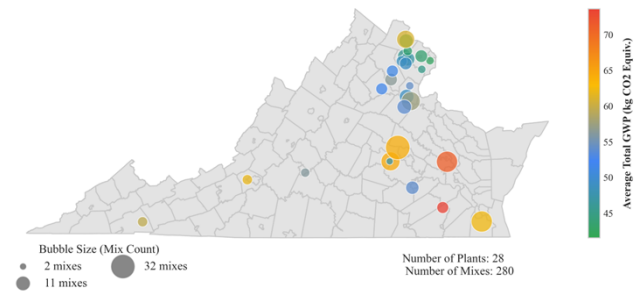 70
65
60
55
50
45
Average Total GWP (kg CO2 Equiv.)
Bubble Size (Mix Count)
2 mixes
32 mixes
11 mixes
Number of Plants: 28
Number of Mixes: 280